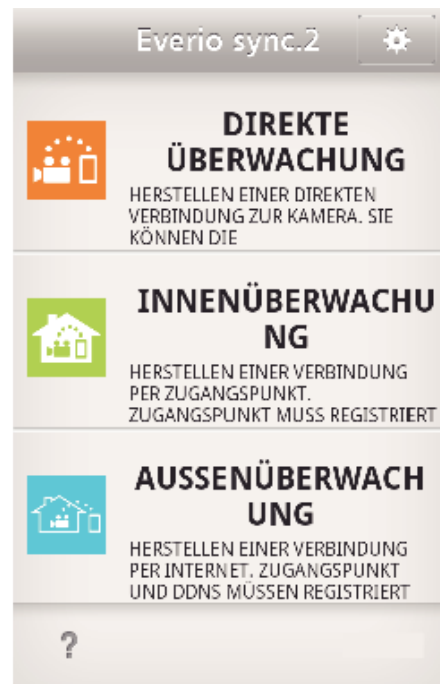 Everio sync.2
DIREKTE
ÜBERWACHUNG
HERSTELLEN EINER DIREKTEN
VERBINDUNG ZUR KAMERA. SIE
KÖNNEN DIE
INNENÜBERWACHU
NG
HERSTELLEN EINER VERBINDUNG
PER ZUGANGSPUNKT.
ZUGANGSPUNKT MUSS REGISTRIERT
AUSSENÜBERWACH
UNG
HERSTELLEN EINER VERBINDUNG
PER INTERNET. ZUGANGSPUNKT
UND DDNS MÜSSEN REGISTRIERT
?